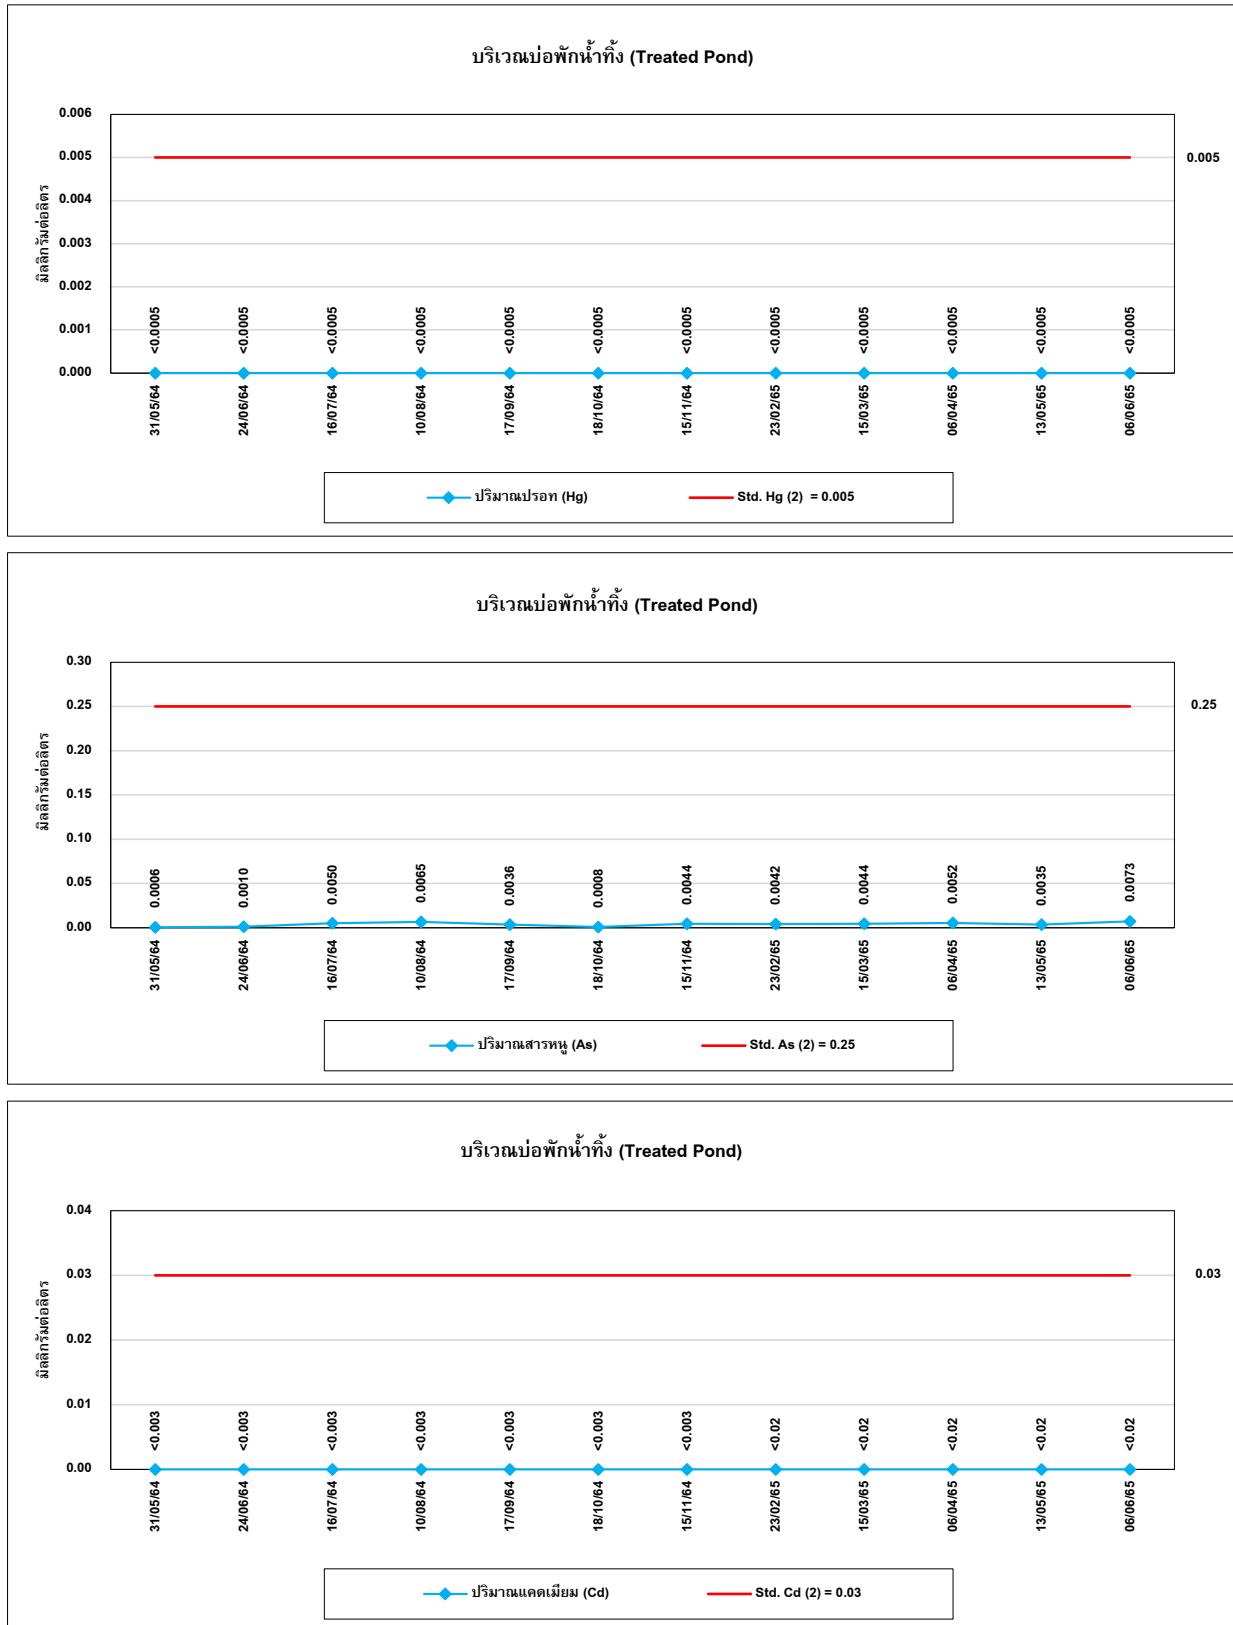 บริเวณบ่อพักน้ำทิ้ง (Treated Pond)
0.006
0.005
0.004
0.003
0.002
0.001
0.000
มิลลิกรัมต่อลิตร
0.005
<0.0005 <0.0005 <0.0005 <0.0005 <0.0005 <0.0005 <0.0005 <0.0005 <0.0005 <0.0005 <0.0005 <0.0005
31/05/64 24/06/64 16/07/64 10/08/64 17/09/64 18/10/64 15/11/64 23/02/65 15/03/65 06/04/65 13/05/65 06/06/65
ปริมาณปรอท (Hg) Std. Hg (2) = 0.005
บริเวณบ่อพักน้ำทิ้ง (Treated Pond)
0.30
0.25
0.20
0.15
0.10
0.05
0.00
มิลลิกรัมต่อลิตร
0.25
0.0006 0.0010 0.0050 0.0065 0.0036 0.0008 0.0044 0.0042 0.0044 0.0052 0.0035 0.0073
31/05/64 24/06/64 16/07/64 10/08/64 17/09/64 18/10/64 15/11/64 23/02/65 15/03/65 06/04/65 13/05/65 06/06/65
ปริมาณสารหนู (As) Std. As (2) = 0.25
บริเวณบ่อพักน้ำทิ้ง (Treated Pond)
0.04
0.03
0.02
0.01
0.00
มิลลิกรัมต่อลิตร
0.03
<0.003 <0.003 <0.003 <0.003 <0.003 <0.003 <0.003 <0.02 <0.02 <0.02 <0.02 <0.02
31/05/64 24/06/64 16/07/64 10/08/64 17/09/64 18/10/64 15/11/64 23/02/65 15/03/65 06/04/65 13/05/65 06/06/65
ปริมาณแคดเมียม (Cd) Std. Cd (2) = 0.03